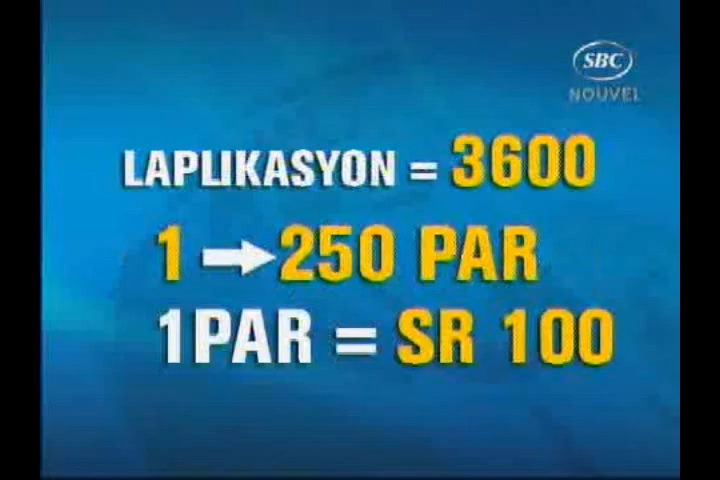 SBC
NOUVEL
LAPLIKASYON = 3600
1 → 250 PAR
1PAR = SR 100